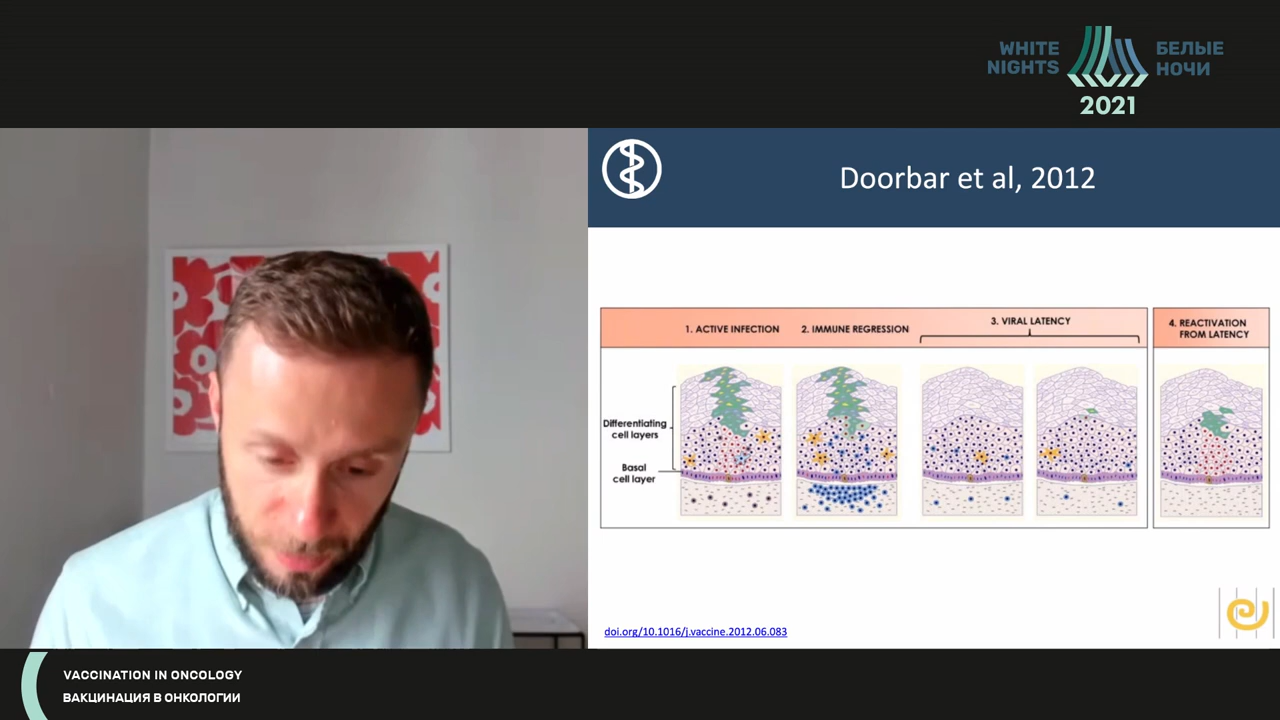 WHITE
NIGHTS
БЕЛЫЕ
НОЧИ
2021
Doorbar et al, 2012
1. ACTIVE INFECTION
2. IMMUNE REGRESSION
3. VIRAL LATENCY
4. REACTIVATION
FROM LATENCY
Differentiating
cell layers
Basal
cell layer
doi.org/10.1016/j.vaccine.2012.06.083
VACCINATION IN ONCOLOGY
ВАКЦИНАЦИЯ В ОНКОЛОГИИ